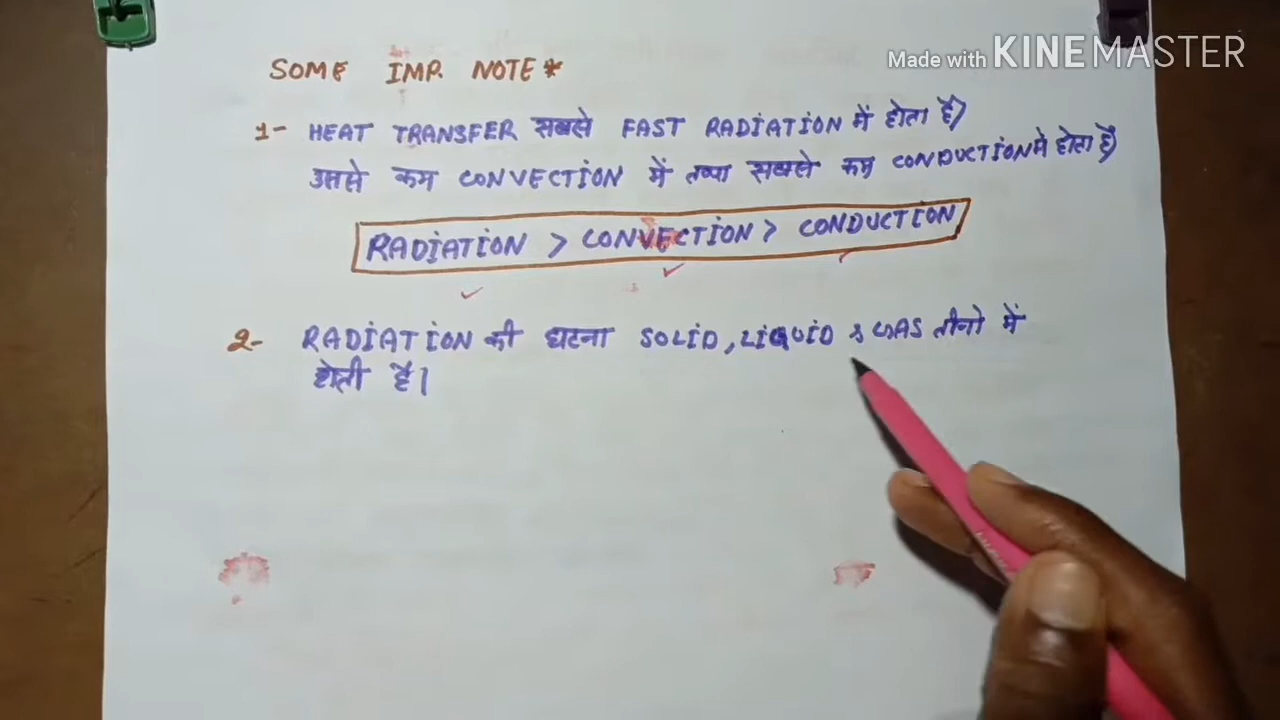 Made with KINEMASTER
SOME IMP. NOTE*
1- HEAT TRANSFER सबसे FAST RADIATION में होता है।
उससे कम CONVECTION में तथा सबसे कम CONDUCTION मे होता है।
RADIATION > CONVECTION > CONDUCTION
2- RADIATION की घटना SOLID, LIQUID & GAS तीनो में
होती है।